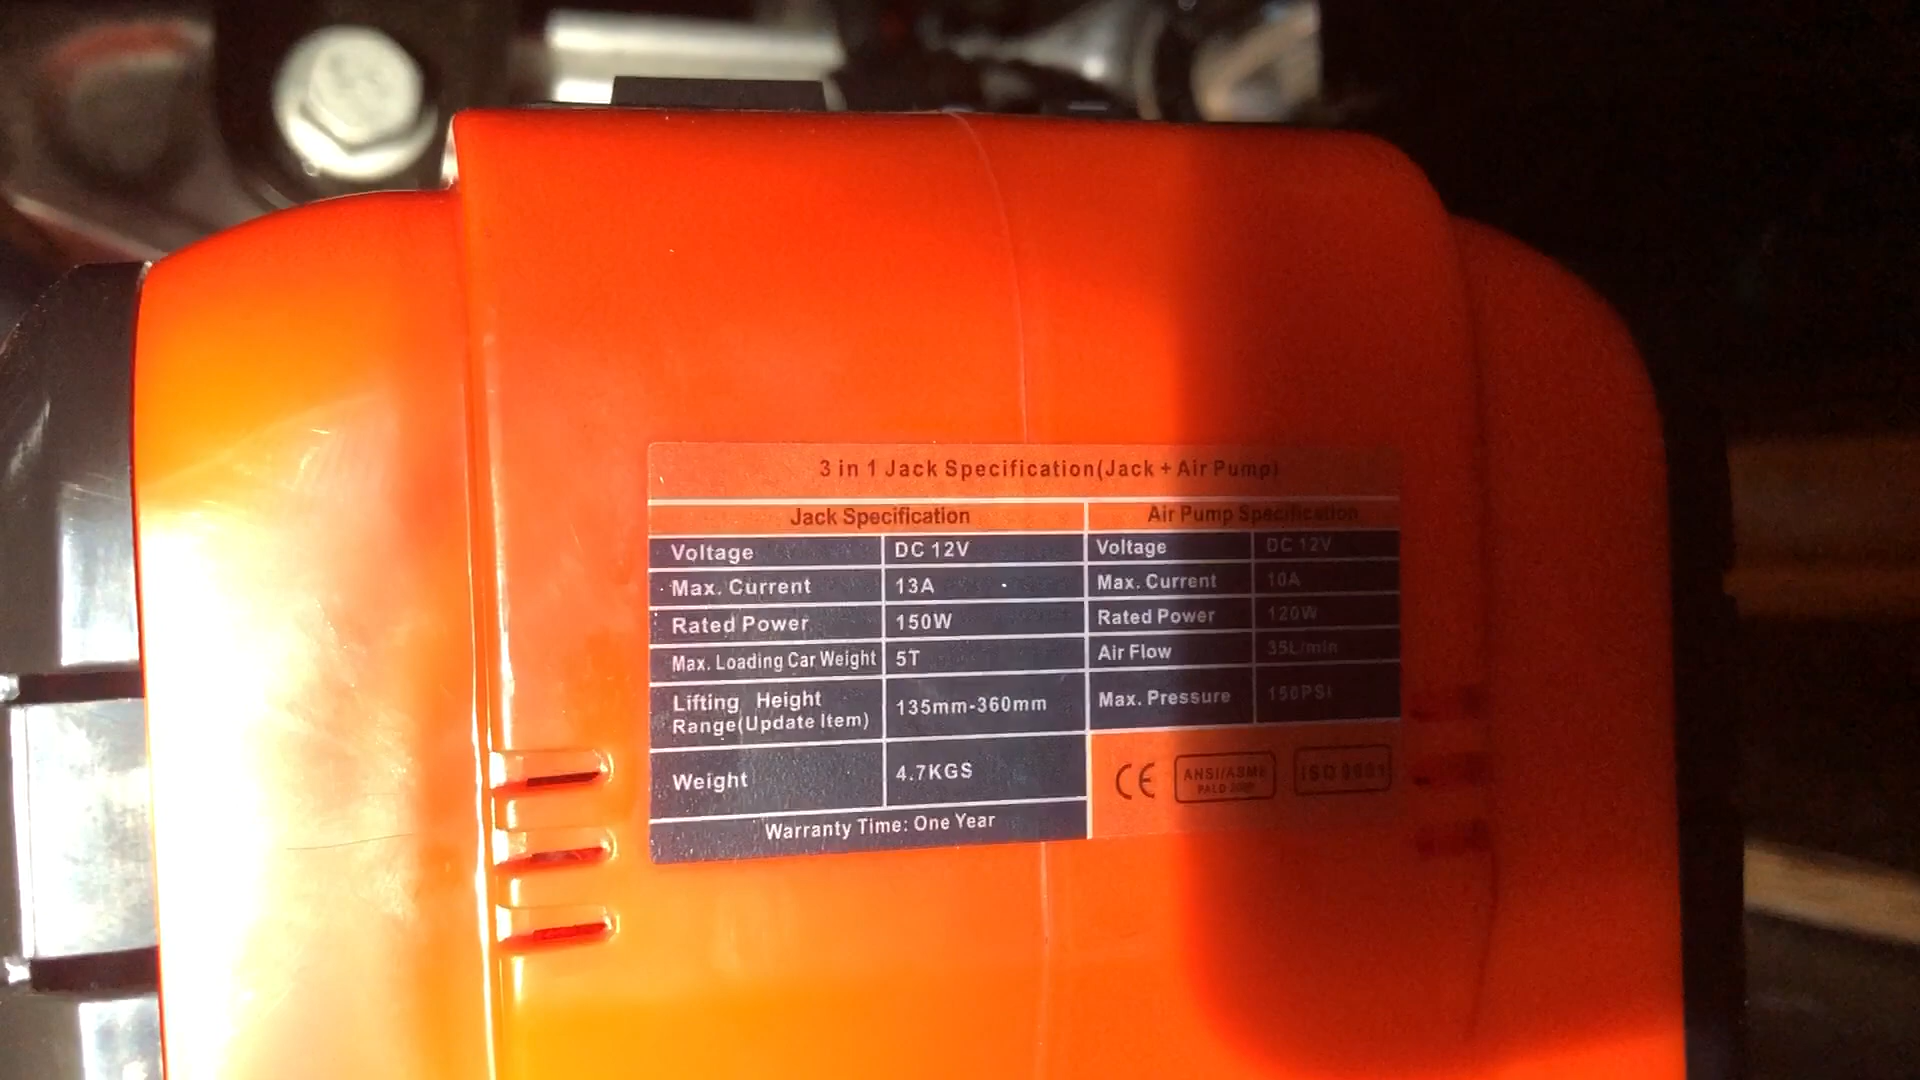 3 in 1 Jack Specification(Jack + Air Pump)
Jack Specification
Voltage DC 12V
Max. Current 13A
Rated Power 150W
Max. Loading Car Weight 5T
Lifting Height
Range(Update Item) 135mm-360mm
Weight 4.7KGS
Warranty Time: One Year
Air Pump Specification
Voltage DC 12V
Max. Current 10A
Rated Power 120W
Air Flow 35L/min
Max. Pressure 150PSI
CE
ANSI/ASME
PALD
ISO 9001